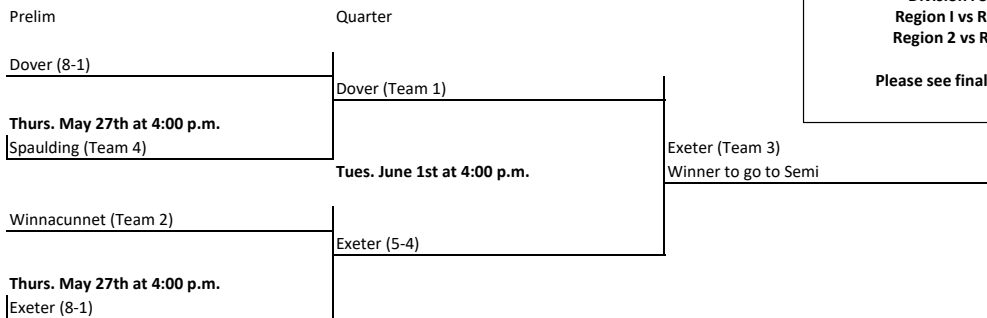 Prelim
Quarter
Region I vs R
Region 2 vs R
Please see final
Dover (8-1)
Dover (Team 1)
Thurs. May 27th at 4:00 p.m.
Spaulding (Team 4)
Exeter (Team 3)
Tues. June 1st at 4:00 p.m.
Winner to go to Semi
Winnacunnet (Team 2)
Exeter (5-4)
Thurs. May 27th at 4:00 p.m.
Exeter (8-1)